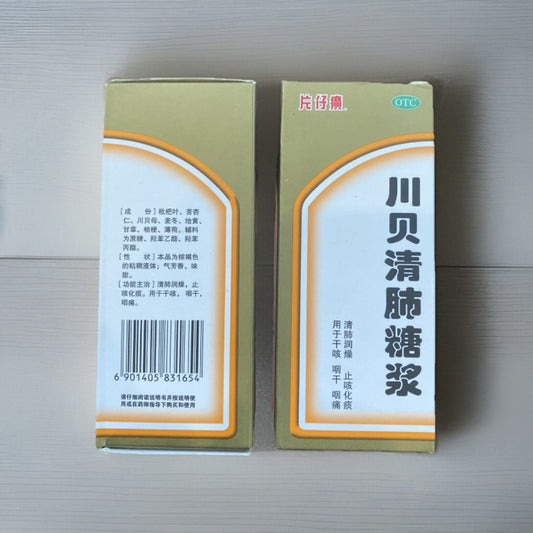 [成　份] 枇杷叶、苦杏
仁、川贝母、麦冬、地黄、
甘草、桔梗、薄荷。辅料
为蔗糖、羟苯乙酯、羟苯
丙酯。
[性　状] 本品为棕褐色
的粘稠液体；气芳香、味
甜。
[功能主治] 清肺润燥，止
咳化痰。用于干咳，咽干，
咽痛。
6 901405 831654
请仔细阅读说明书并按说明使
用或在药师指导下购买和使用
片仔癀®
OTC
川贝清肺糖浆
清肺润燥　止咳化痰
用于干咳　咽干　咽痛